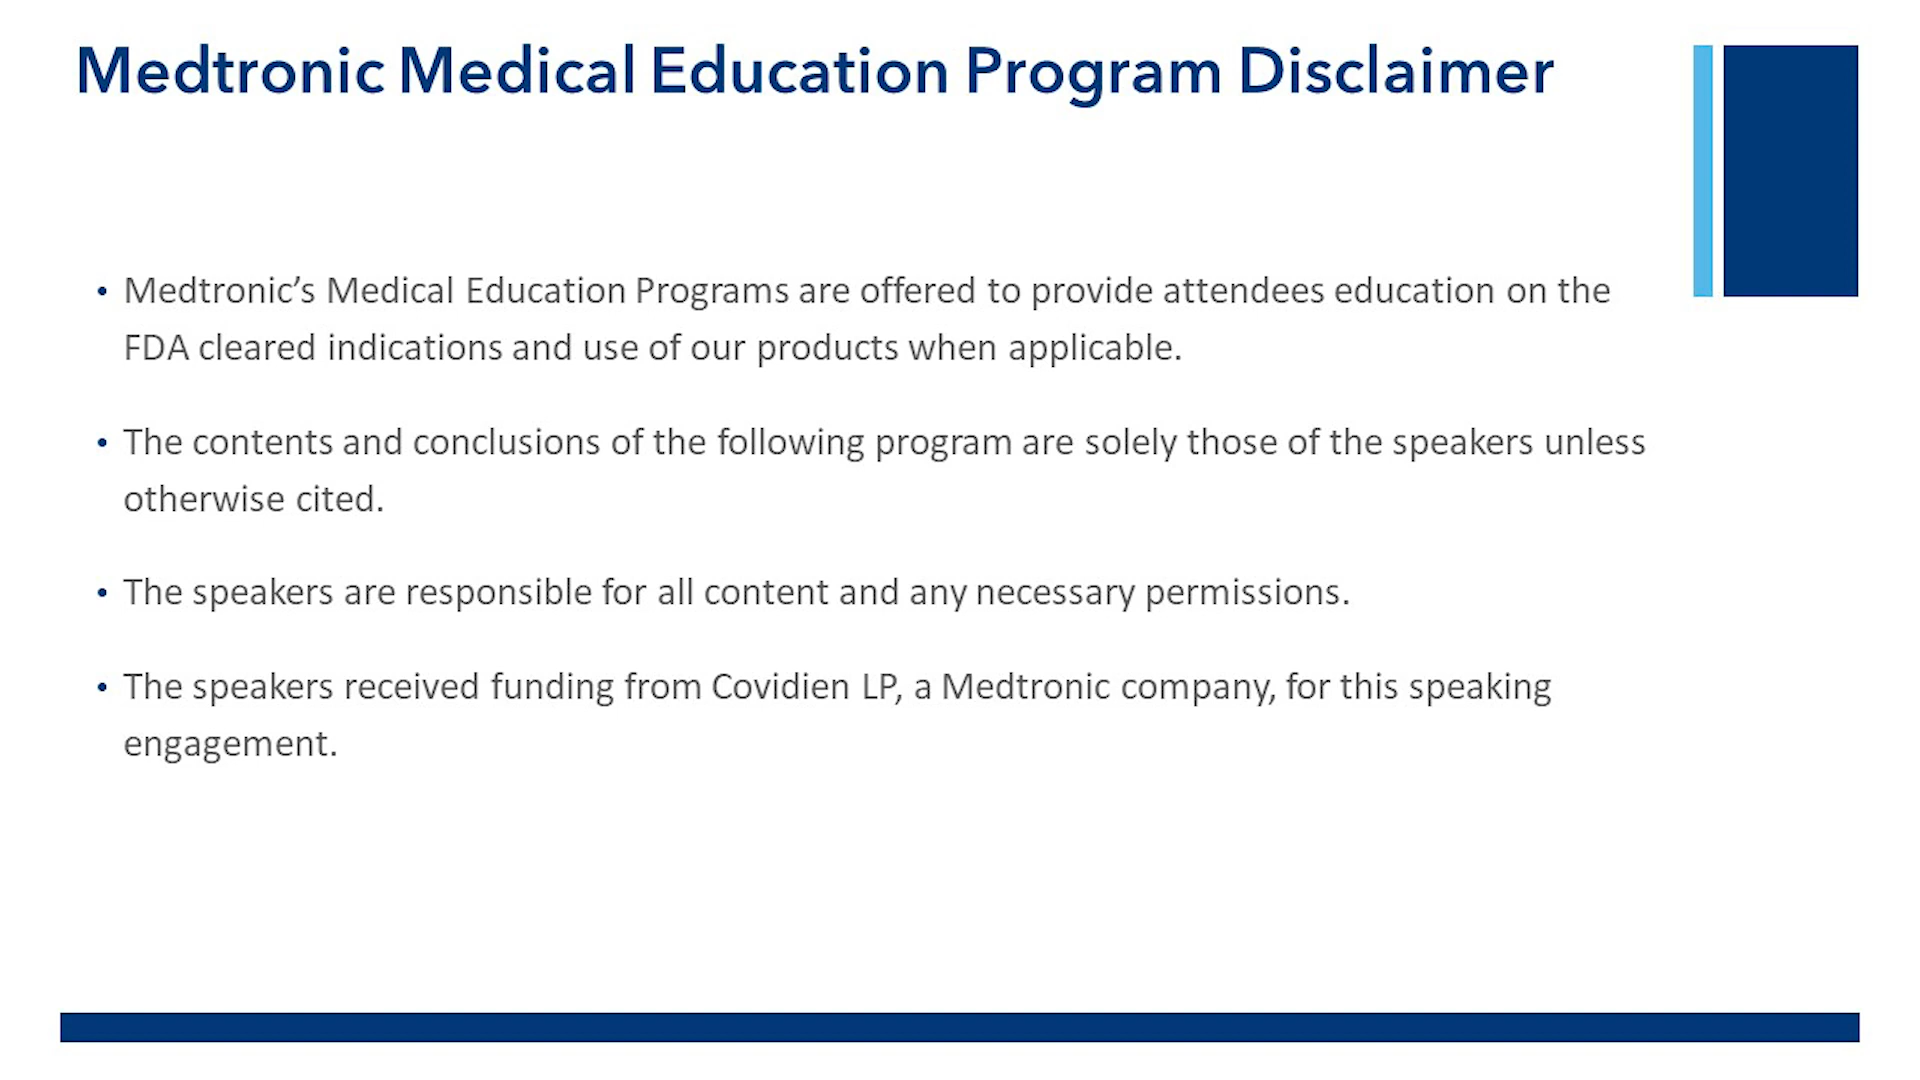 Medtronic Medical Education Program Disclaimer
• Medtronic’s Medical Education Programs are offered to provide attendees education on the
FDA cleared indications and use of our products when applicable.
• The contents and conclusions of the following program are solely those of the speakers unless
otherwise cited.
• The speakers are responsible for all content and any necessary permissions.
• The speakers received funding from Covidien LP, a Medtronic company, for this speaking
engagement.